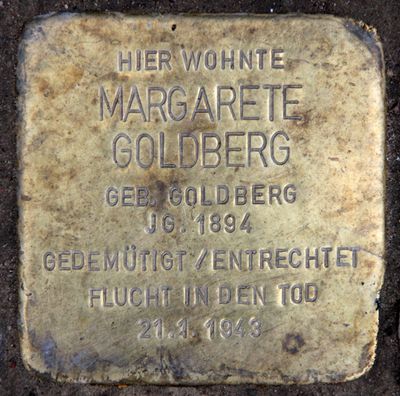 HIER WOHNTE
MARGARETE
GOLDBERG
GEB. GOLDBERG
JG. 1894
GEDEMÜTIGT / ENTRECHTET
FLUCHT IN DEN TOD
21.1. 1943